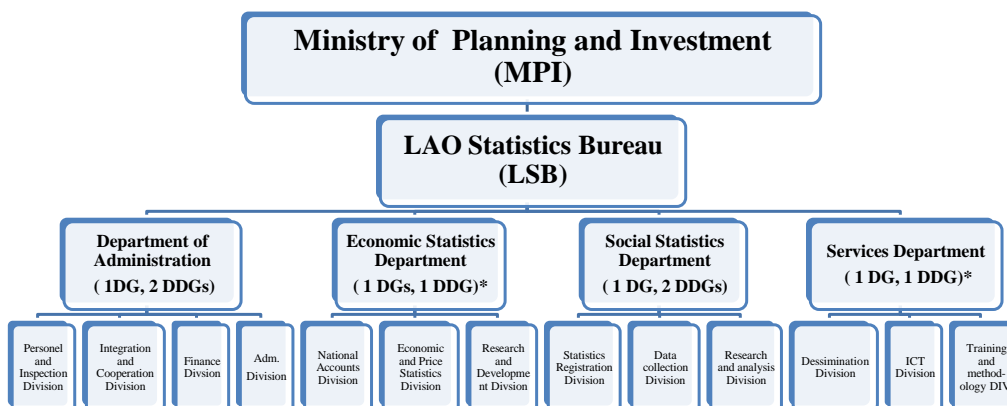 Ministry of Planning and Investment
(MPI)
LAO Statistics Bureau
(LSB)
Department of
Administration
( 1DG, 2 DDGs)
Economic Statistics
Department
( 1 DGs, 1 DDG)*
Social Statistics
Department
( 1 DG, 2 DDGs)
Services Department
( 1 DG, 1 DDG)*
Personel
and
Inspection
Division
Integration
and
Cooperation
Division
Finance
Divsion
Adm.
Division
National
Accounts
Division
Economic
and Price
Statistics
Division
Research
and
Developme
nt Divsion
Statistics
Registration
Division
Data
collection
Division
Research
and analysis
Division
Dessimination
Division
ICT
Division
Training
and
method-
ology DIV